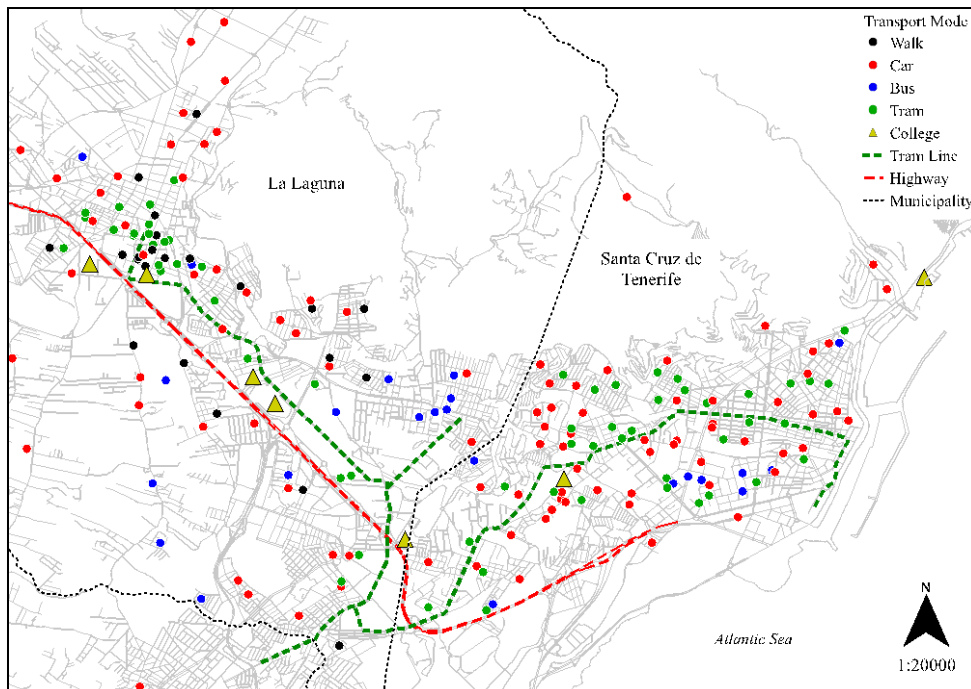 Transport Mode
Walk
Car
Bus
Tram
College
Tram Line
Highway
Municipality
La Laguna
Santa Cruz de
Tenerife
N
Atlantic Sea
1:20000